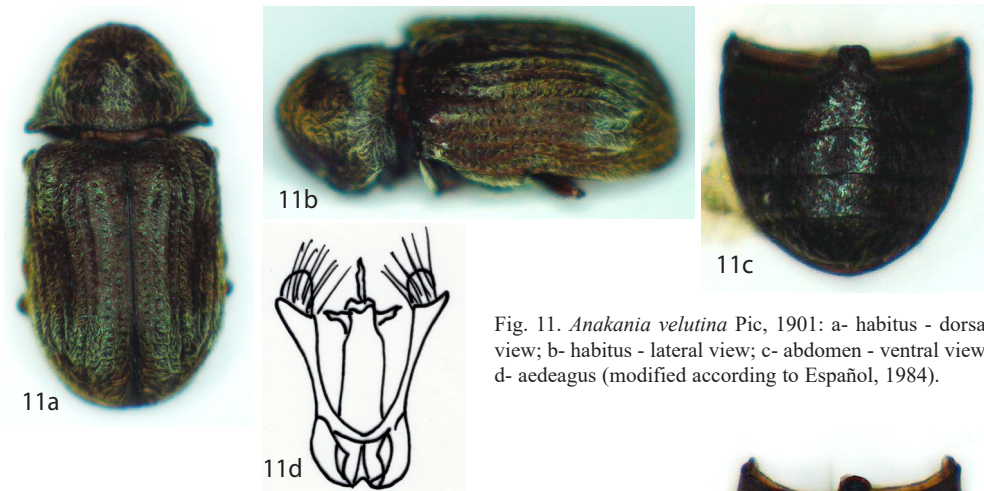 11a
11b
11c
11d
Fig. 11. Anakania velutina Pic, 1901: a- habitus - dorsa
view; b- habitus - lateral view; c- abdomen - ventral view
d- aedeagus (modified according to Español, 1984).